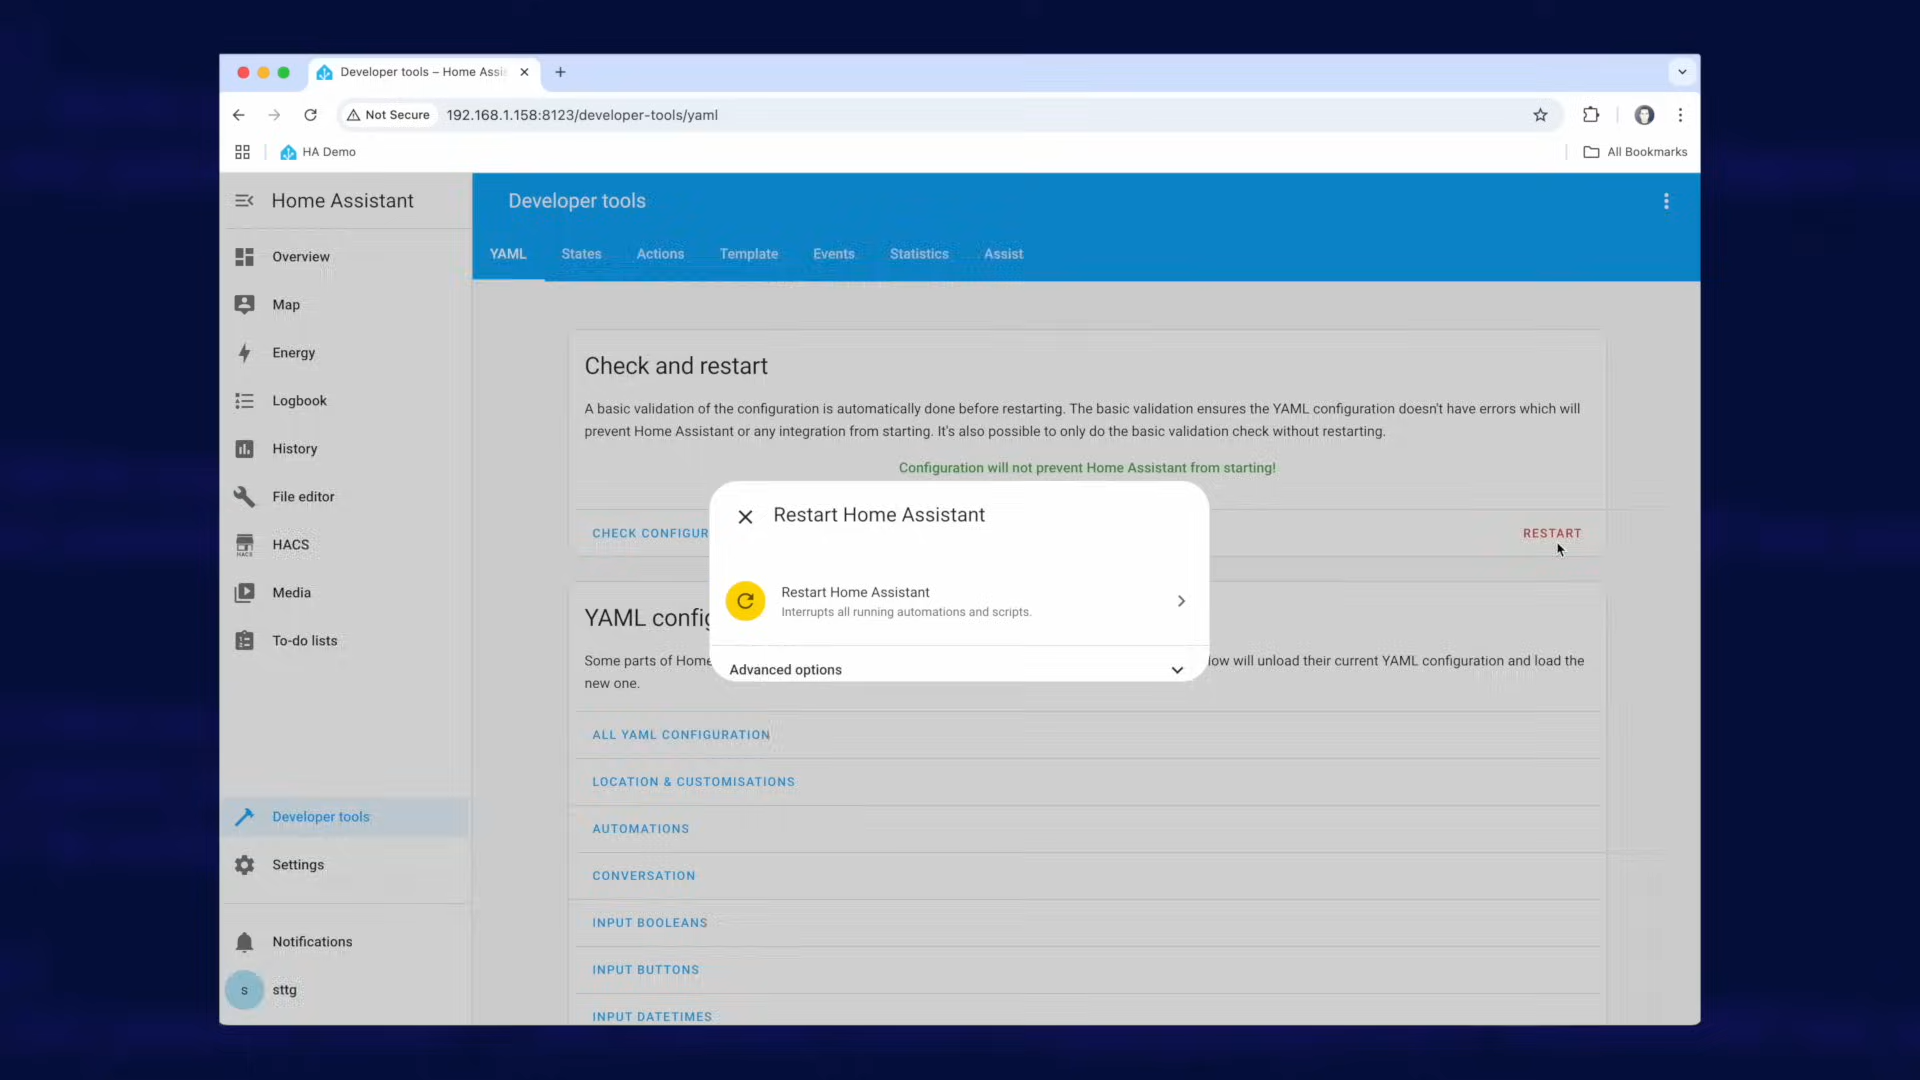 Developer tools – Home Assi
Not Secure
192.168.1.158:8123/developer-tools/yaml
HA Demo
All Bookmarks
Home Assistant
Developer tools
YAML
States
Actions
Template
Events
Statistics
Assist
Overview
Map
Energy
Logbook
History
File editor
HACS
HACS
Media
To-do lists
Developer tools
Settings
Notifications
s
sttg
Check and restart
A basic validation of the configuration is automatically done before restarting. The basic validation ensures the YAML configuration doesn't have errors which will
prevent Home Assistant or any integration from starting. It's also possible to only do the basic validation check without restarting.
Configuration will not prevent Home Assistant from starting!
CHECK CONFIGUR
RESTART
Restart Home Assistant
Restart Home Assistant
Interrupts all running automations and scripts.
Advanced options
YAML config
Some parts of Home
low will unload their current YAML configuration and load the
new one.
ALL YAML CONFIGURATION
LOCATION & CUSTOMISATIONS
AUTOMATIONS
CONVERSATION
INPUT BOOLEANS
INPUT BUTTONS
INPUT DATETIMES